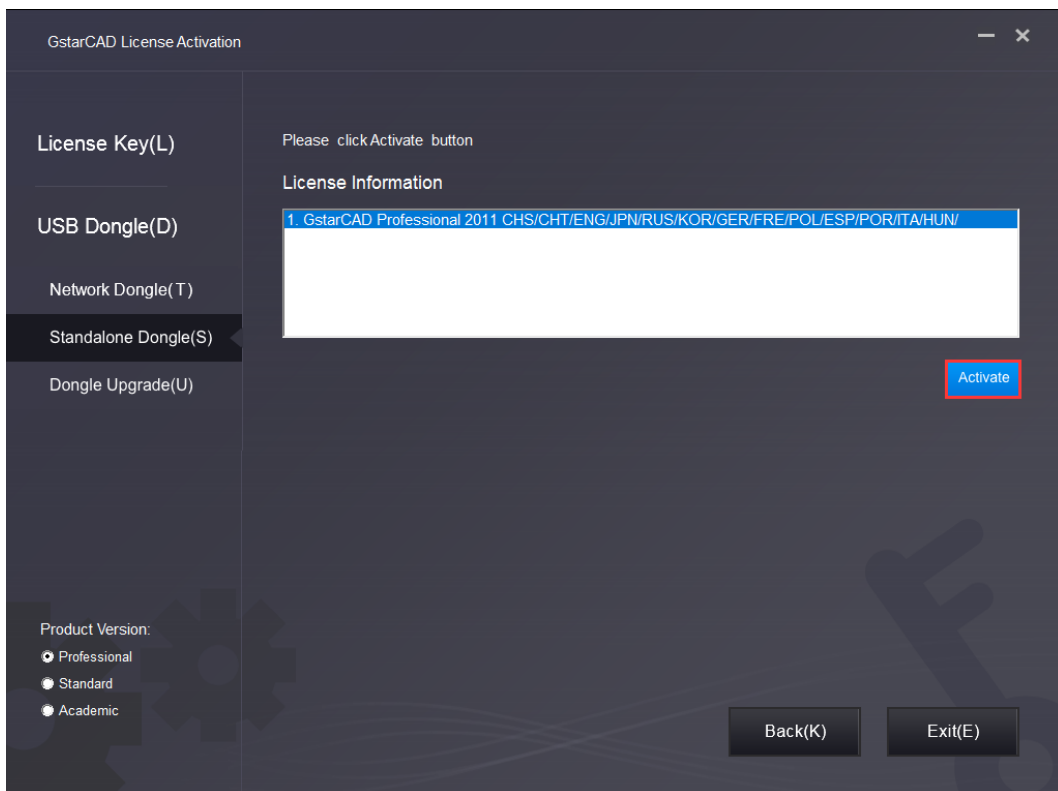 GstarCAD License Activation
License Key(L)
USB Dongle(D)
Network Dongle(T)
Standalone Dongle(S)
Dongle Upgrade(U)
Please click Activate button
License Information
1. GstarCAD Professional 2011 CHS/CHT/ENG/JPN/RUS/KOR/GER/FRE/POL/ESP/POR/ITA/HUN/
Activate
Product Version:
Professional
Standard
Academic
Back(K)
Exit(E)